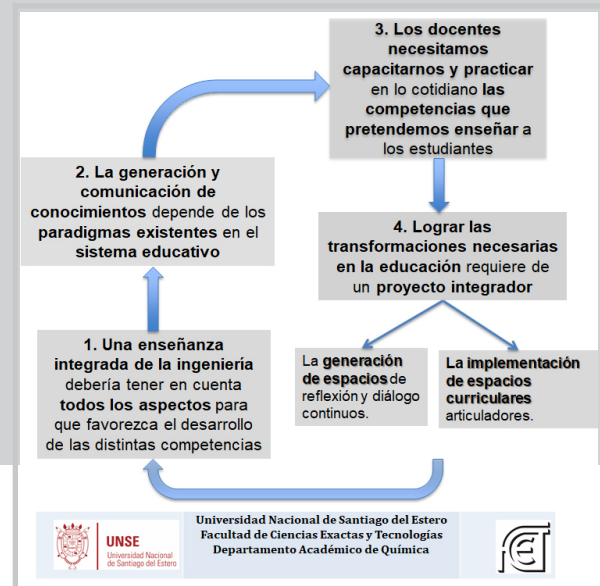 1. Una enseñanza
integrada de la ingeniería
debería tener en cuenta
todos los aspectos para
que favorezca el desarrollo
de las distintas competencias
2. La generación y
comunicación de
conocimientos depende de los
paradigmas existentes en el
sistema educativo
3. Los docentes
necesitamos
capacitarnos y practicar
en lo cotidiano las
competencias que
pretendemos enseñar a
los estudiantes
4. Lograr las
transformaciones necesarias
en la educación requiere de
un proyecto integrador
La generación
de espacios de
reflexión y diálogo
continuos.
La implementación
de espacios
curriculares
articuladores.
UNSE
Universidad Nacional
de Santiago del Estero
Universidad Nacional de Santiago del Estero
Facultad de Ciencias Exactas y Tecnologías
Departamento Académico de Química